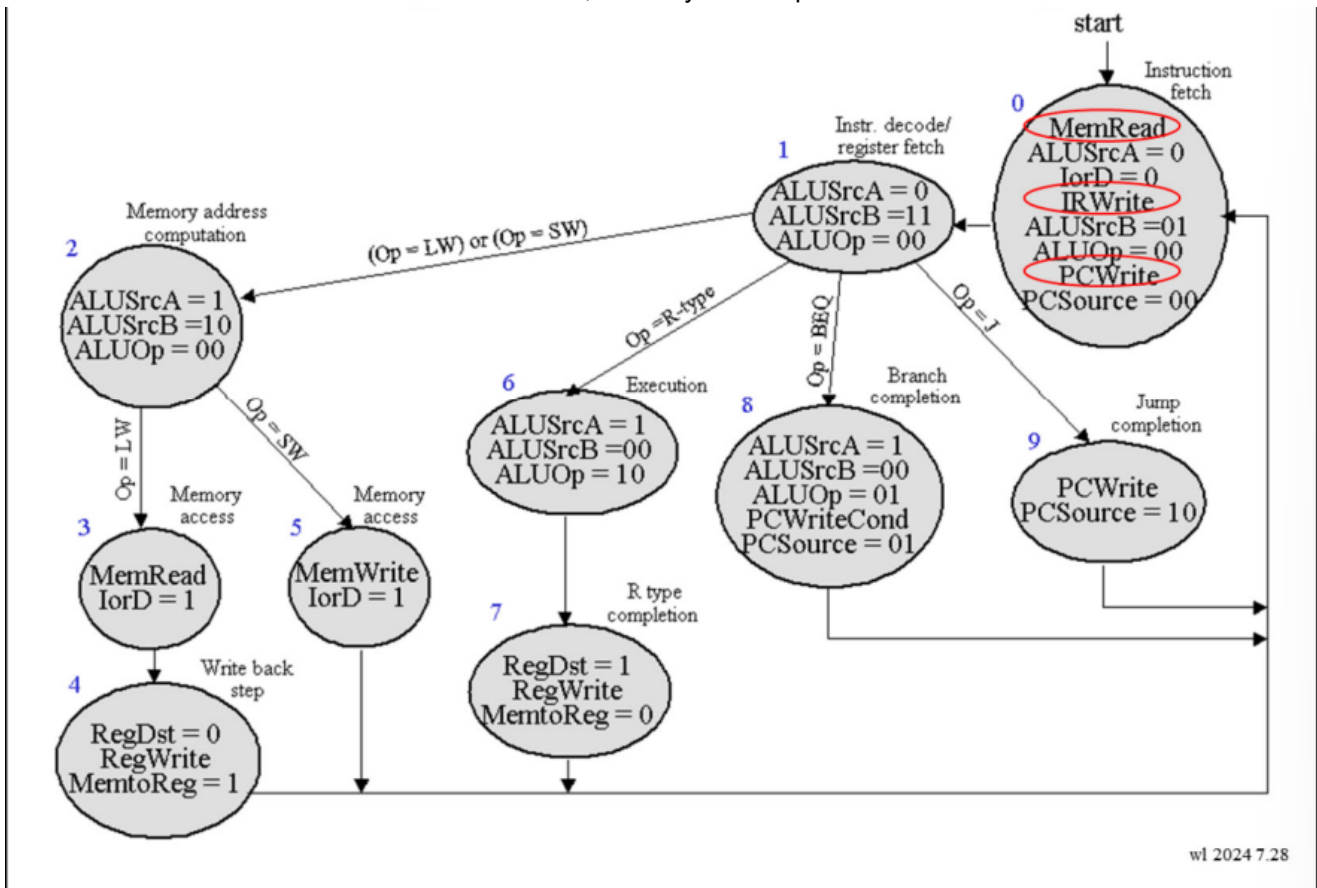 start
Instruction
fetch
0
MemRead
ALUSrcA = 0
IorD = 0
IRWrite
ALUSrcB =01
ALUOp = 00
PCWrite
PCSource = 00
Instr. decode/
register fetch
1
ALUSrcA = 0
ALUSrcB =11
ALUOp = 00
(Op = LW) or (Op = SW)
Op =R-type
Op = BEQ
Op = J
Memory address
computation
2
ALUSrcA = 1
ALUSrcB =10
ALUOp = 00
Op = LW
Op = SW
Execution
6
ALUSrcA = 1
ALUSrcB =00
ALUOp = 10
Branch
completion
8
ALUSrcA = 1
ALUSrcB =00
ALUOp = 01
PCWriteCond
PCSource = 01
Jump
completion
9
PCWrite
PCSource = 10
Memory
access
3
MemRead
IorD = 1
Memory
access
5
MemWrite
IorD = 1
R type
completion
7
RegDst = 1
RegWrite
MemtoReg = 0
Write back
step
4
RegDst = 0
RegWrite
MemtoReg = 1
wl 2024 7.28